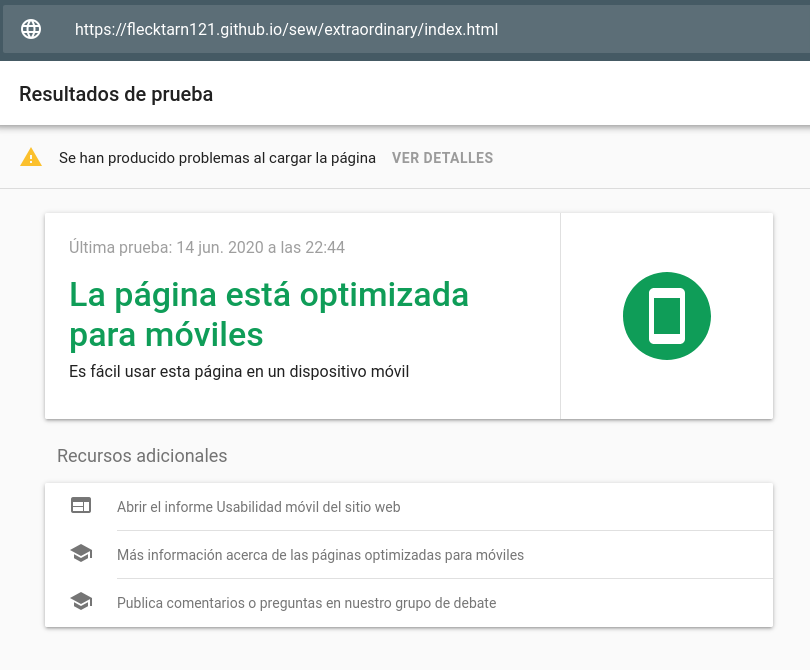 https://flecktarn121.github.io/sew/extraordinary/index.html
Resultados de prueba
Se han producido problemas al cargar la página VER DETALLES
Última prueba: 14 jun. 2020 a las 22:44
La página está optimizada
para móviles
Es fácil usar esta página en un dispositivo móvil
Recursos adicionales
Abrir el informe Usabilidad móvil del sitio web
Más información acerca de las páginas optimizadas para móviles
Publica comentarios o preguntas en nuestro grupo de debate